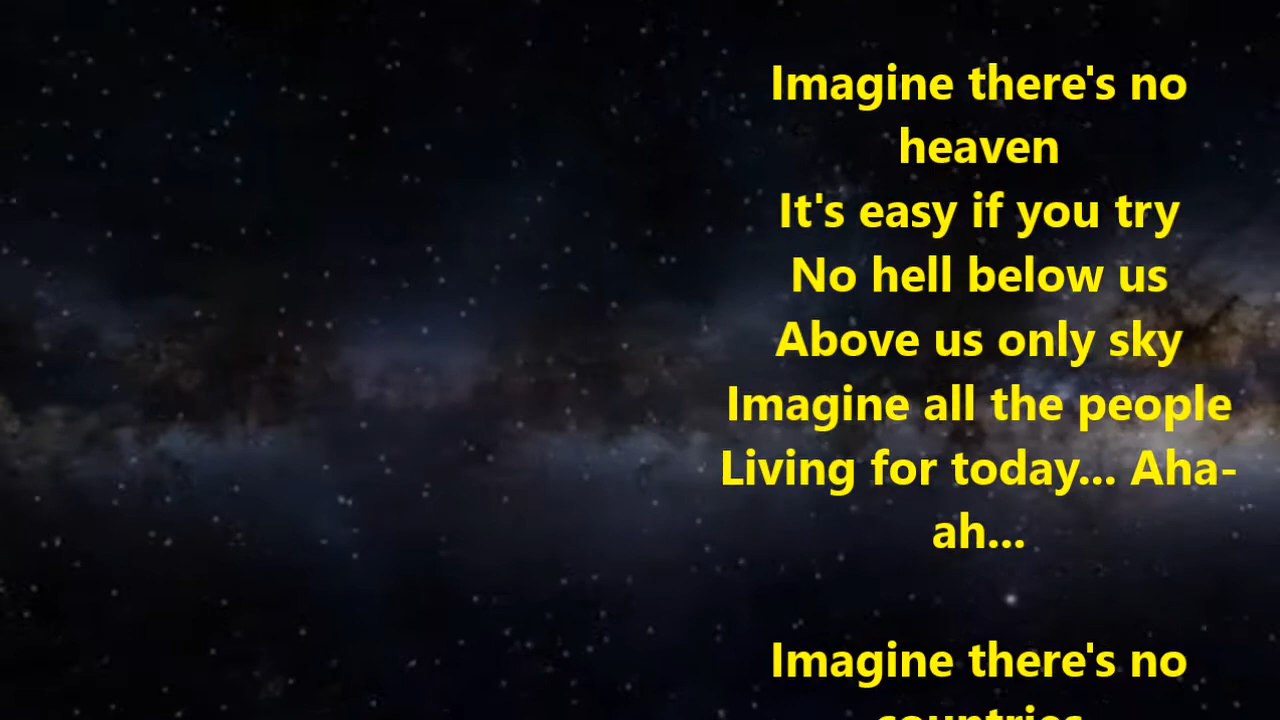 Imagine there's no
heaven
It's easy if you try
No hell below us
Above us only sky
Imagine all the people
Living for today... Aha-
ah...
Imagine there's no
countries